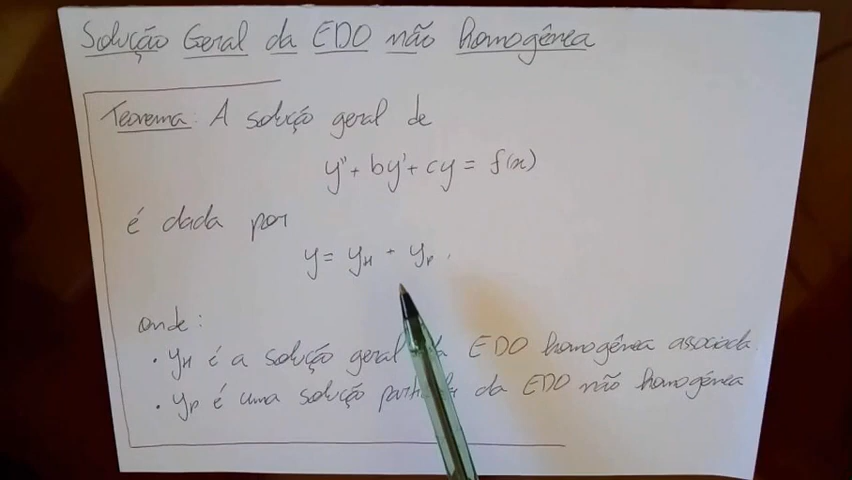 Solução Geral da EDO não homogênea
Teorema: A solução geral de
y'' + by' + cy = f(x)
é dada por
y = yH + yP.
onde:
• yH é a solução geral EDO homogênea associada.
• yP é uma solução da EDO não homogênea